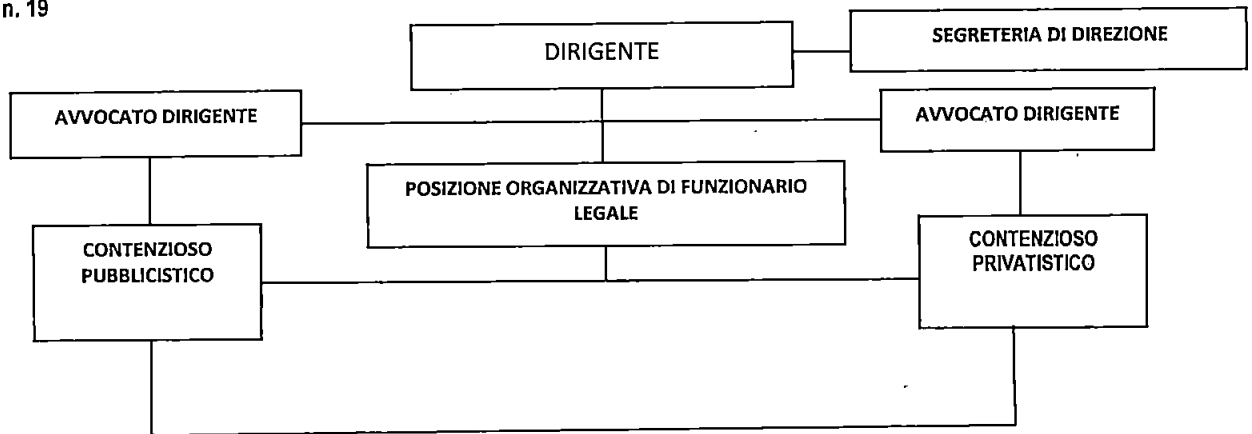 n. 19
DIRIGENTE
SEGRETERIA DI DIREZIONE
AVVOCATO DIRIGENTE
AVVOCATO DIRIGENTE
POSIZIONE ORGANIZZATIVA DI FUNZIONARIO
LEGALE
CONTENZIOSO
PUBBLICISTICO
CONTENZIOSO
PRIVATISTICO